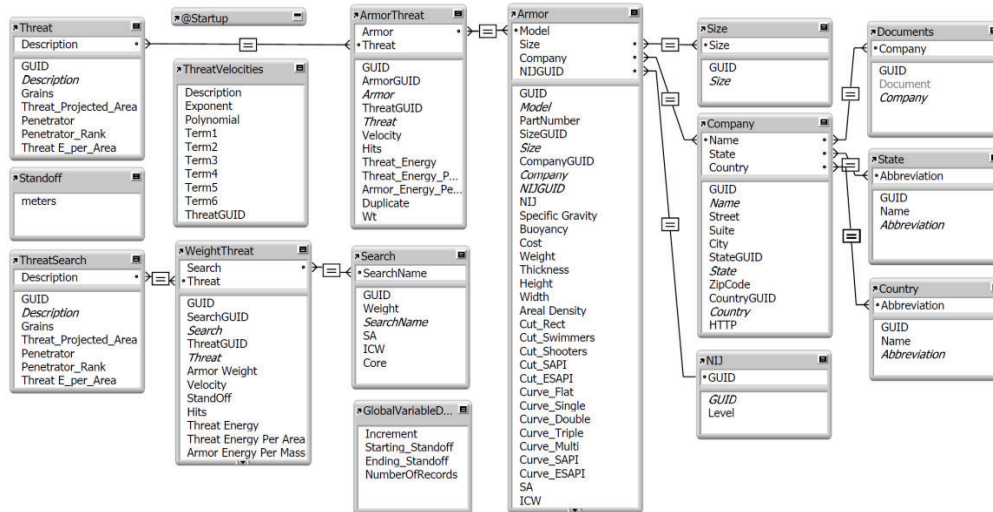 Threat
Description
GUID
Description
Grains
Threat_Projected_Area
Penetrator
Penetrator_Rank
Threat E_per_Area
Standoff
meters
ThreatSearch
Description
GUID
Description
Grains
Threat_Projected_Area
Penetrator
Penetrator_Rank
Threat E_per_Area
@Startup
ThreatVelocities
Description
Exponent
Polynomial
Term1
Term2
Term3
Term4
Term5
Term6
ThreatGUID
WeightThreat
Search
Threat
GUID
SearchGUID
Search
ThreatGUID
Threat
Armor Weight
Velocity
StandOff
Hits
Threat Energy
Threat Energy Per Area
Armor Energy Per Mass
ArmorThreat
Armor
Threat
GUID
ArmorGUID
Armor
ThreatGUID
Threat
Velocity
Hits
Threat_Energy
Threat_Energy_P...
Armor_Energy_Pe...
Duplicate
Wt
Search
SearchName
GUID
Weight
SearchName
SA
ICW
Core
GlobalVariableD...
Increment
Starting_Standoff
Ending_Standoff
NumberOfRecords
Armor
Model
Size
Company
NIJGUID
GUID
Model
PartNumber
SizeGUID
Size
CompanyGUID
Company
NIJGUID
NIJ
Specific Gravity
Buoyancy
Cost
Weight
Thickness
Height
Width
Areal Density
Cut_Rect
Cut_Swimmers
Cut_Shooters
Cut_SAPI
Cut_ESAPI
Curve_Flat
Curve_Single
Curve_Double
Curve_Triple
Curve_Multi
Curve_SAPI
Curve_ESAPI
SA
ICW
Size
Size
GUID
Size
Company
Name
State
Country
GUID
Name
Street
Suite
City
StateGUID
State
ZipCode
CountryGUID
Country
HTTP
NIJ
GUID
GUID
Level
Documents
Company
GUID
Document
Company
State
Abbreviation
GUID
Name
Abbreviation
Country
Abbreviation
GUID
Name
Abbreviation